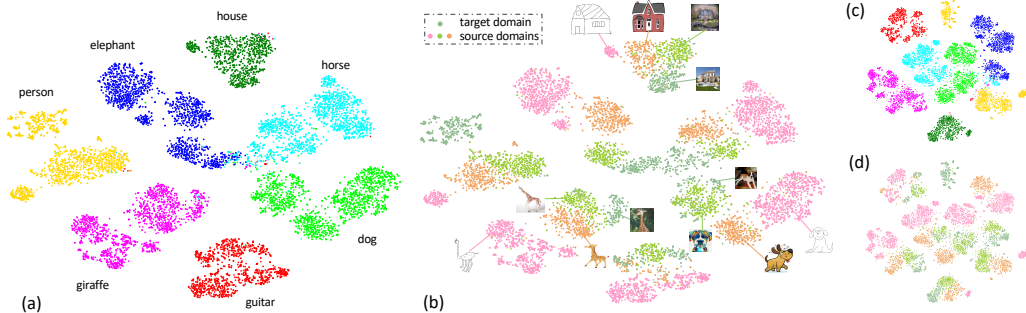 house
elephant
horse
person
dog
giraffe
guitar
(a)
target domain
source domains
(b)
(c)
(d)